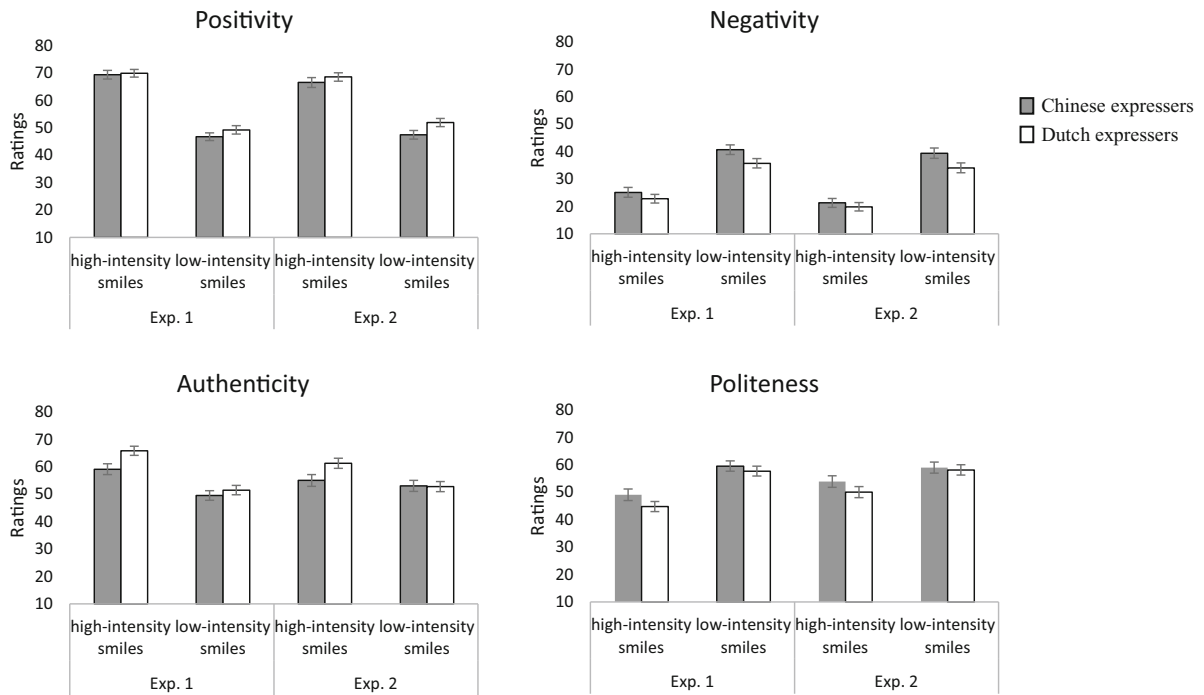 Positivity
80
70
60
50
40
30
20
10
Ratings
high-intensity low-intensity high-intensity low-intensity
smiles smiles smiles smiles
Exp. 1 Exp. 2
Negativity
80
70
60
50
40
30
20
10
Ratings
high-intensity low-intensity high-intensity low-intensity
smiles smiles smiles smiles
Exp. 1 Exp. 2
Chinese expressers
Dutch expressers
Authenticity
80
70
60
50
40
30
20
10
Ratings
high-intensity low-intensity high-intensity low-intensity
smiles smiles smiles smiles
Exp. 1 Exp. 2
Politeness
80
70
60
50
40
30
20
10
Ratings
high-intensity low-intensity high-intensity low-intensity
smiles smiles smiles smiles
Exp. 1 Exp. 2